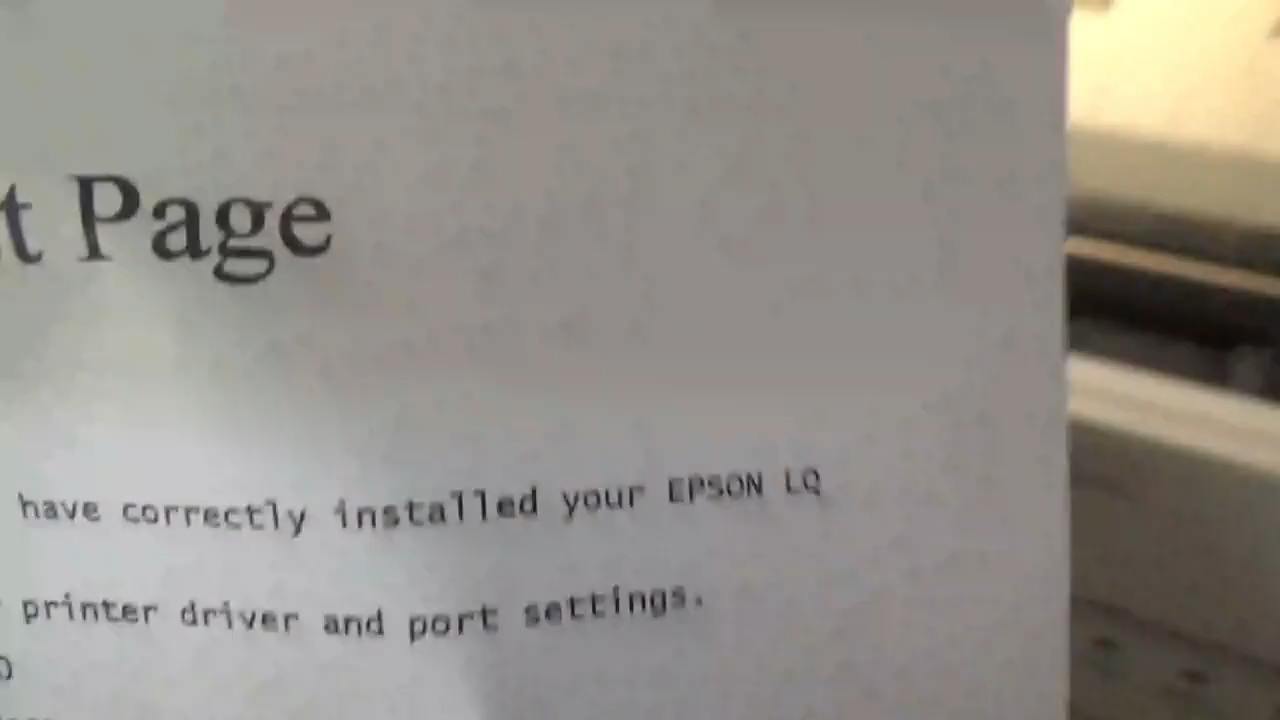 t Page
have correctly installed your EPSON LQ
printer driver and port settings.